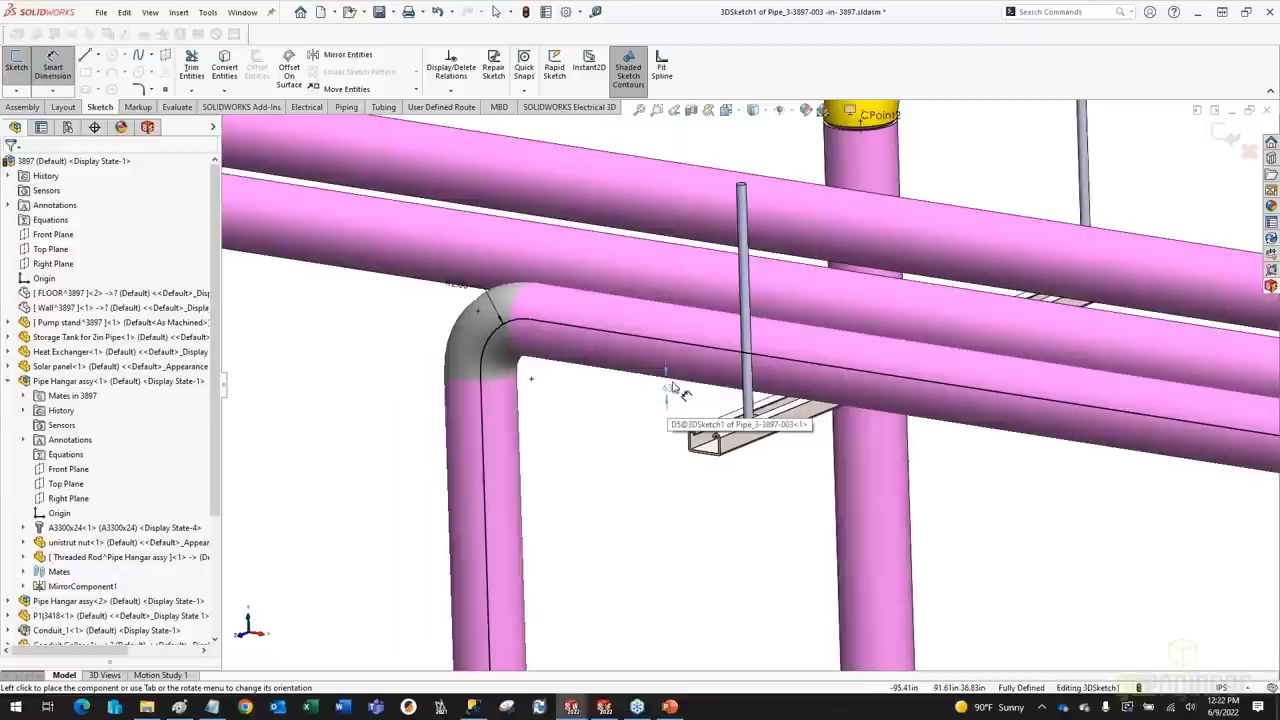 SOLIDWORKS File Edit View Insert Tools Window 3DSketch1 of Pipe_3-3897-003 -in- 3897.sldasm * Search Commands
Sketch Smart Dimension Trim Entities Convert Entities Offset Entities Offset On Surface Mirror Entities Linear Sketch Pattern Move Entities Display/Delete Relations Repair Sketch Quick Snaps Rapid Sketch Instant2D Shaded Sketch Contours Fit Spline
Assembly Layout Sketch Markup Evaluate SOLIDWORKS Add-Ins Electrical Piping Tubing User Defined Route MBD SOLIDWORKS Electrical 3D
CPoint2
3897 (Default) <Display State-1>
History
Sensors
Annotations
Equations
Front Plane
Top Plane
Right Plane
Origin
[ FLOOR^3897 ]<2> ->? (Default) <<Default>_Disp
[ Wall^3897 ]<1> ->? (Default) <<Default>_Displ
[ Pump stand^3897 ]<1> (Default<As Machined>
Storage Tank for 2in Pipe<1> (Default) <<Default
Heat Exchanger<1> (Default) <<Default>_Display
Solar panel<1> (Default) <<Default>_Appearance
Pipe Hangar assy<1> (Default) <Display State-1>
Mates in 3897
History
Sensors
Annotations
Equations
Front Plane
Top Plane
Right Plane
Origin
A3300x24<1> (A3300x24) <Display State-4>
unistrut nut<1> (Default) <<Default>_Appear
[ Threaded Rod^Pipe Hangar assy ]<1> -> (De
Mates
MirrorComponent1
Pipe Hangar assy<2> (Default) <Display State-1>
P1|3418<1> (Default) <<Default>_Display State 1>
Conduit_1<1> (Default) <Display State-1>
D5@3DSketch1 of Pipe_3-3897-003<1>
Model 3D Views Motion Study 1
Left click to place the component or use Tab or the rotate menu to change its orientation -95.41in 91.61in 36.83in Fully Defined Editing 3DSketch1 IPS
90°F Sunny 12:22 PM
6/9/2022